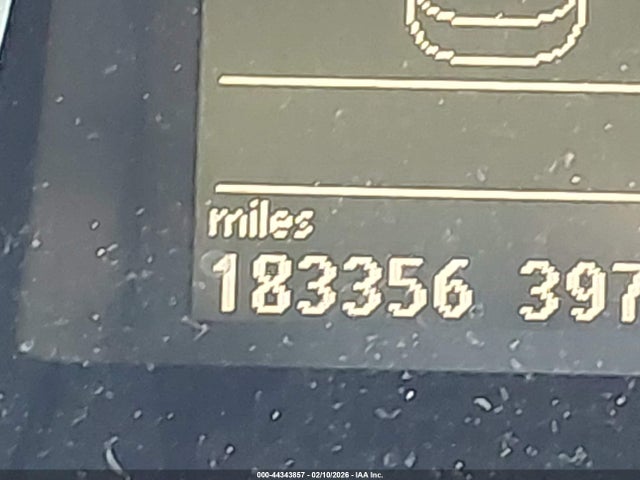 miles
183356 397
000-44343857 - 02/10/2026 - IAA Inc.